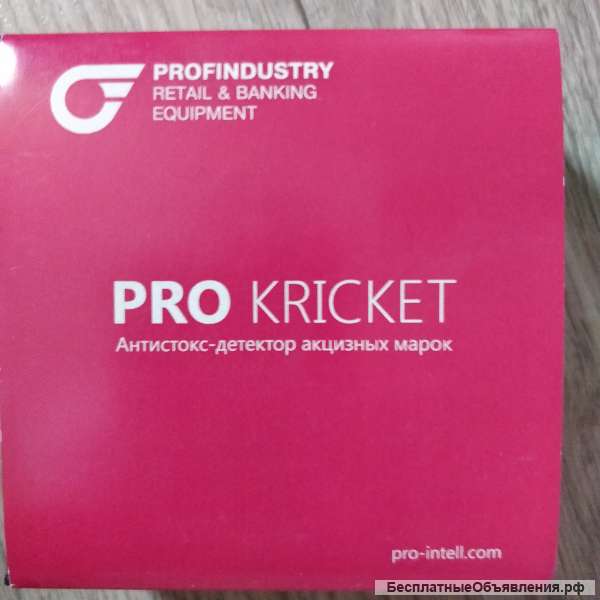 PROFINDUSTRY
RETAIL & BANKING
EQUIPMENT
PRO KRICKET
Антистокс-детектор акцизных марок
pro-intell.com
БесплатныеОбъявления.рф